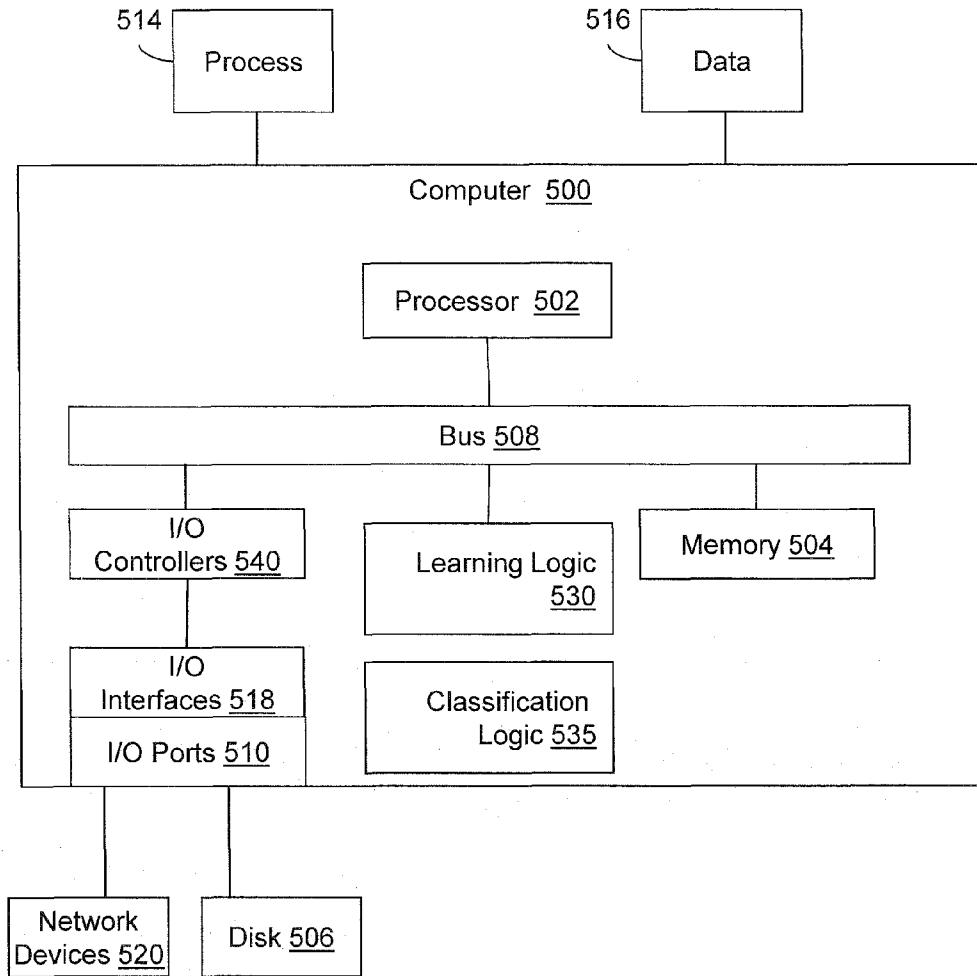 514
Process
516
Data
Computer 500
Processor 502
Bus 508
I/O
Controllers 540
Learning Logic
530
Memory 504
I/O
Interfaces 518
I/O Ports 510
Classification
Logic 535
Network
Devices 520
Disk 506